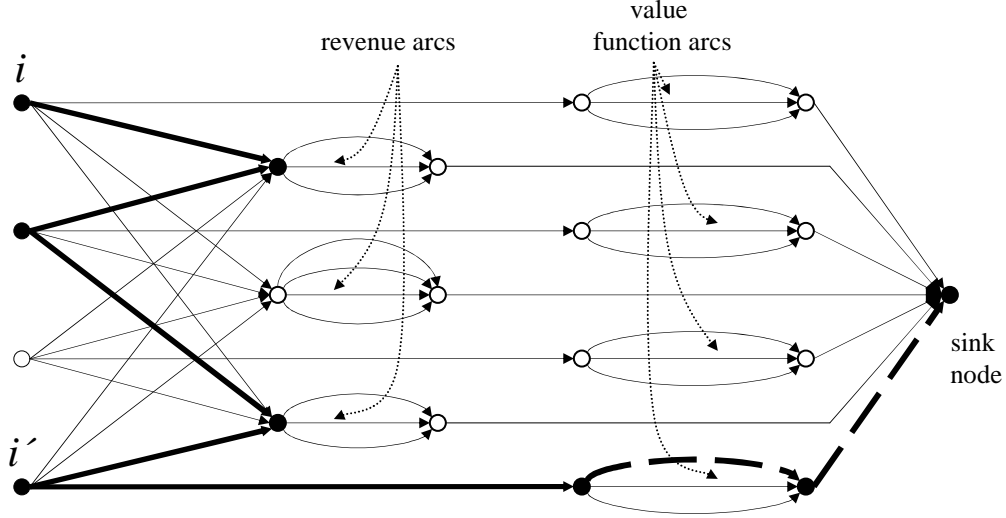 value
revenue arcs
function arcs
i
sink
node
i´